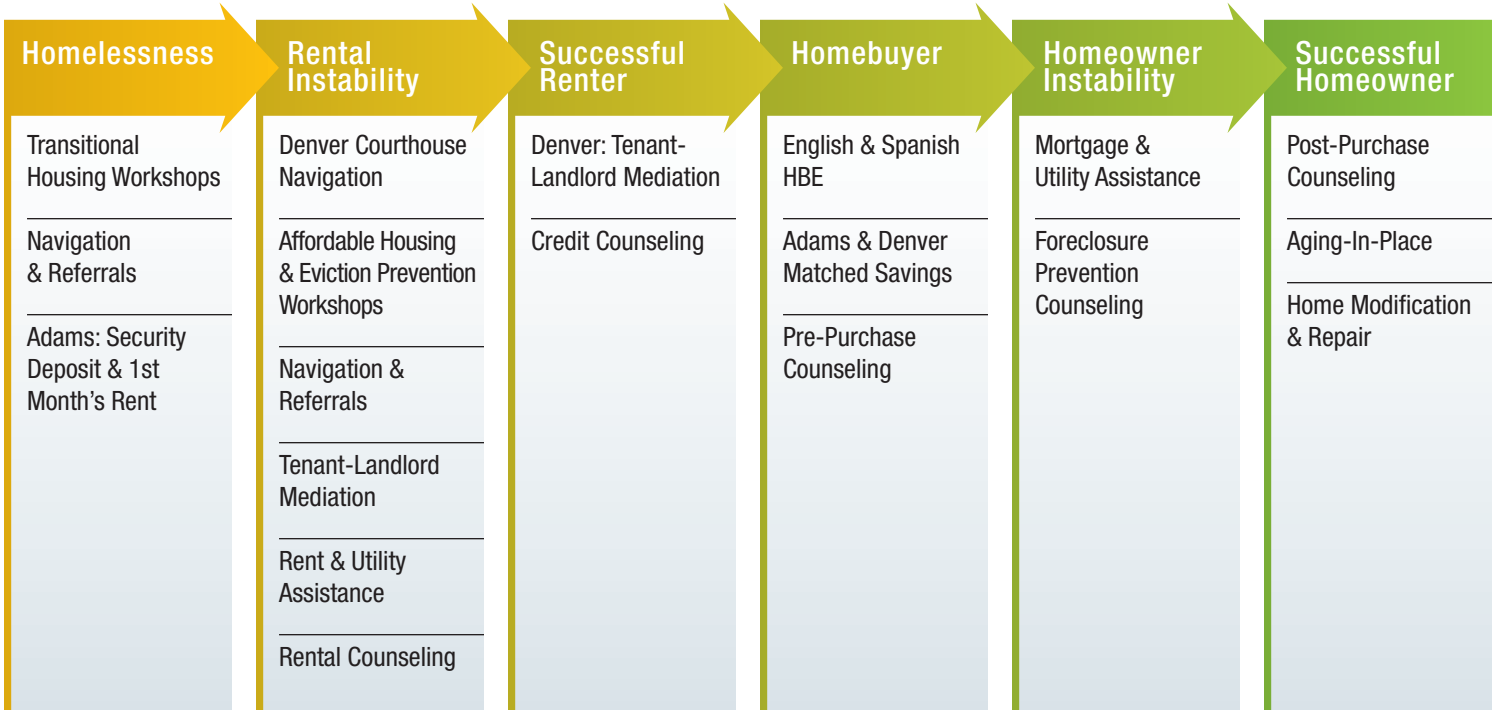 Homelessness
Transitional
Housing Workshops
Navigation
& Referrals
Adams: Security
Deposit & 1st
Month’s Rent
Rental
Instability
Denver Courthouse
Navigation
Affordable Housing
& Eviction Prevention
Workshops
Navigation &
Referrals
Tenant-Landlord
Mediation
Rent & Utility
Assistance
Rental Counseling
Successful
Renter
Denver: Tenant-
Landlord Mediation
Credit Counseling
Homebuyer
English & Spanish
HBE
Adams & Denver
Matched Savings
Pre-Purchase
Counseling
Homeowner
Instability
Mortgage &
Utility Assistance
Foreclosure
Prevention
Counseling
Successful
Homeowner
Post-Purchase
Counseling
Aging-In-Place
Home Modification
& Repair